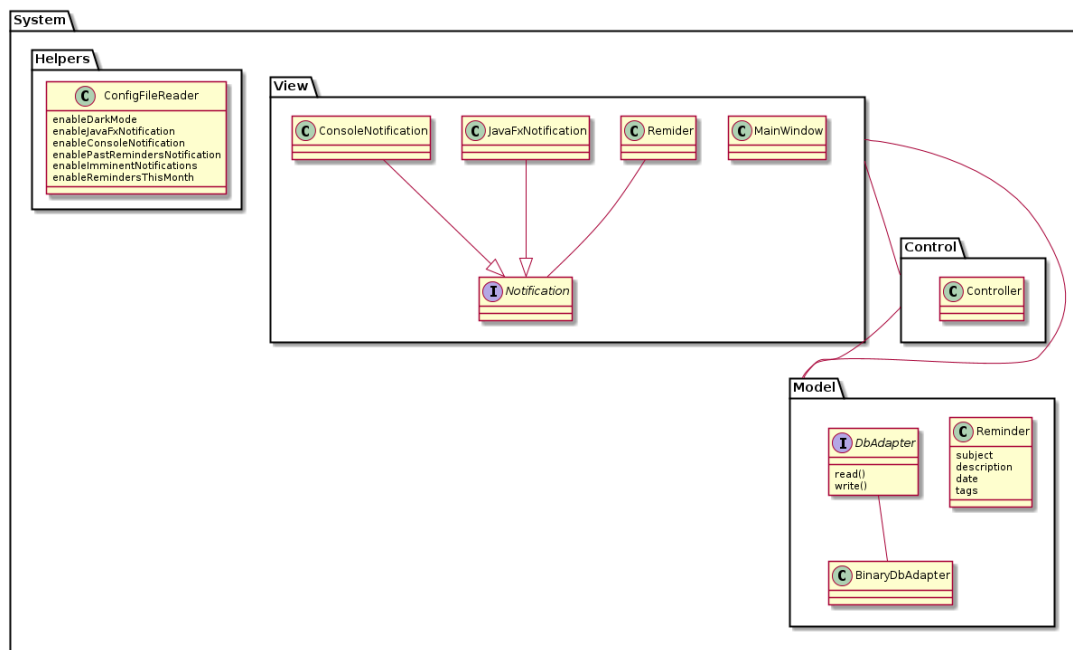 System
Helpers
C ConfigFileReader
enableDarkMode
enableJavaFxNotification
enableConsoleNotification
enablePastRemindersNotification
enableImminentNotifications
enableRemindersThisMonth
View
C ConsoleNotification
C JavaFxNotification
C Remider
C MainWindow
I Notification
Control
C Controller
Model
I DbAdapter
read()
write()
C Reminder
subject
description
date
tags
C BinaryDbAdapter